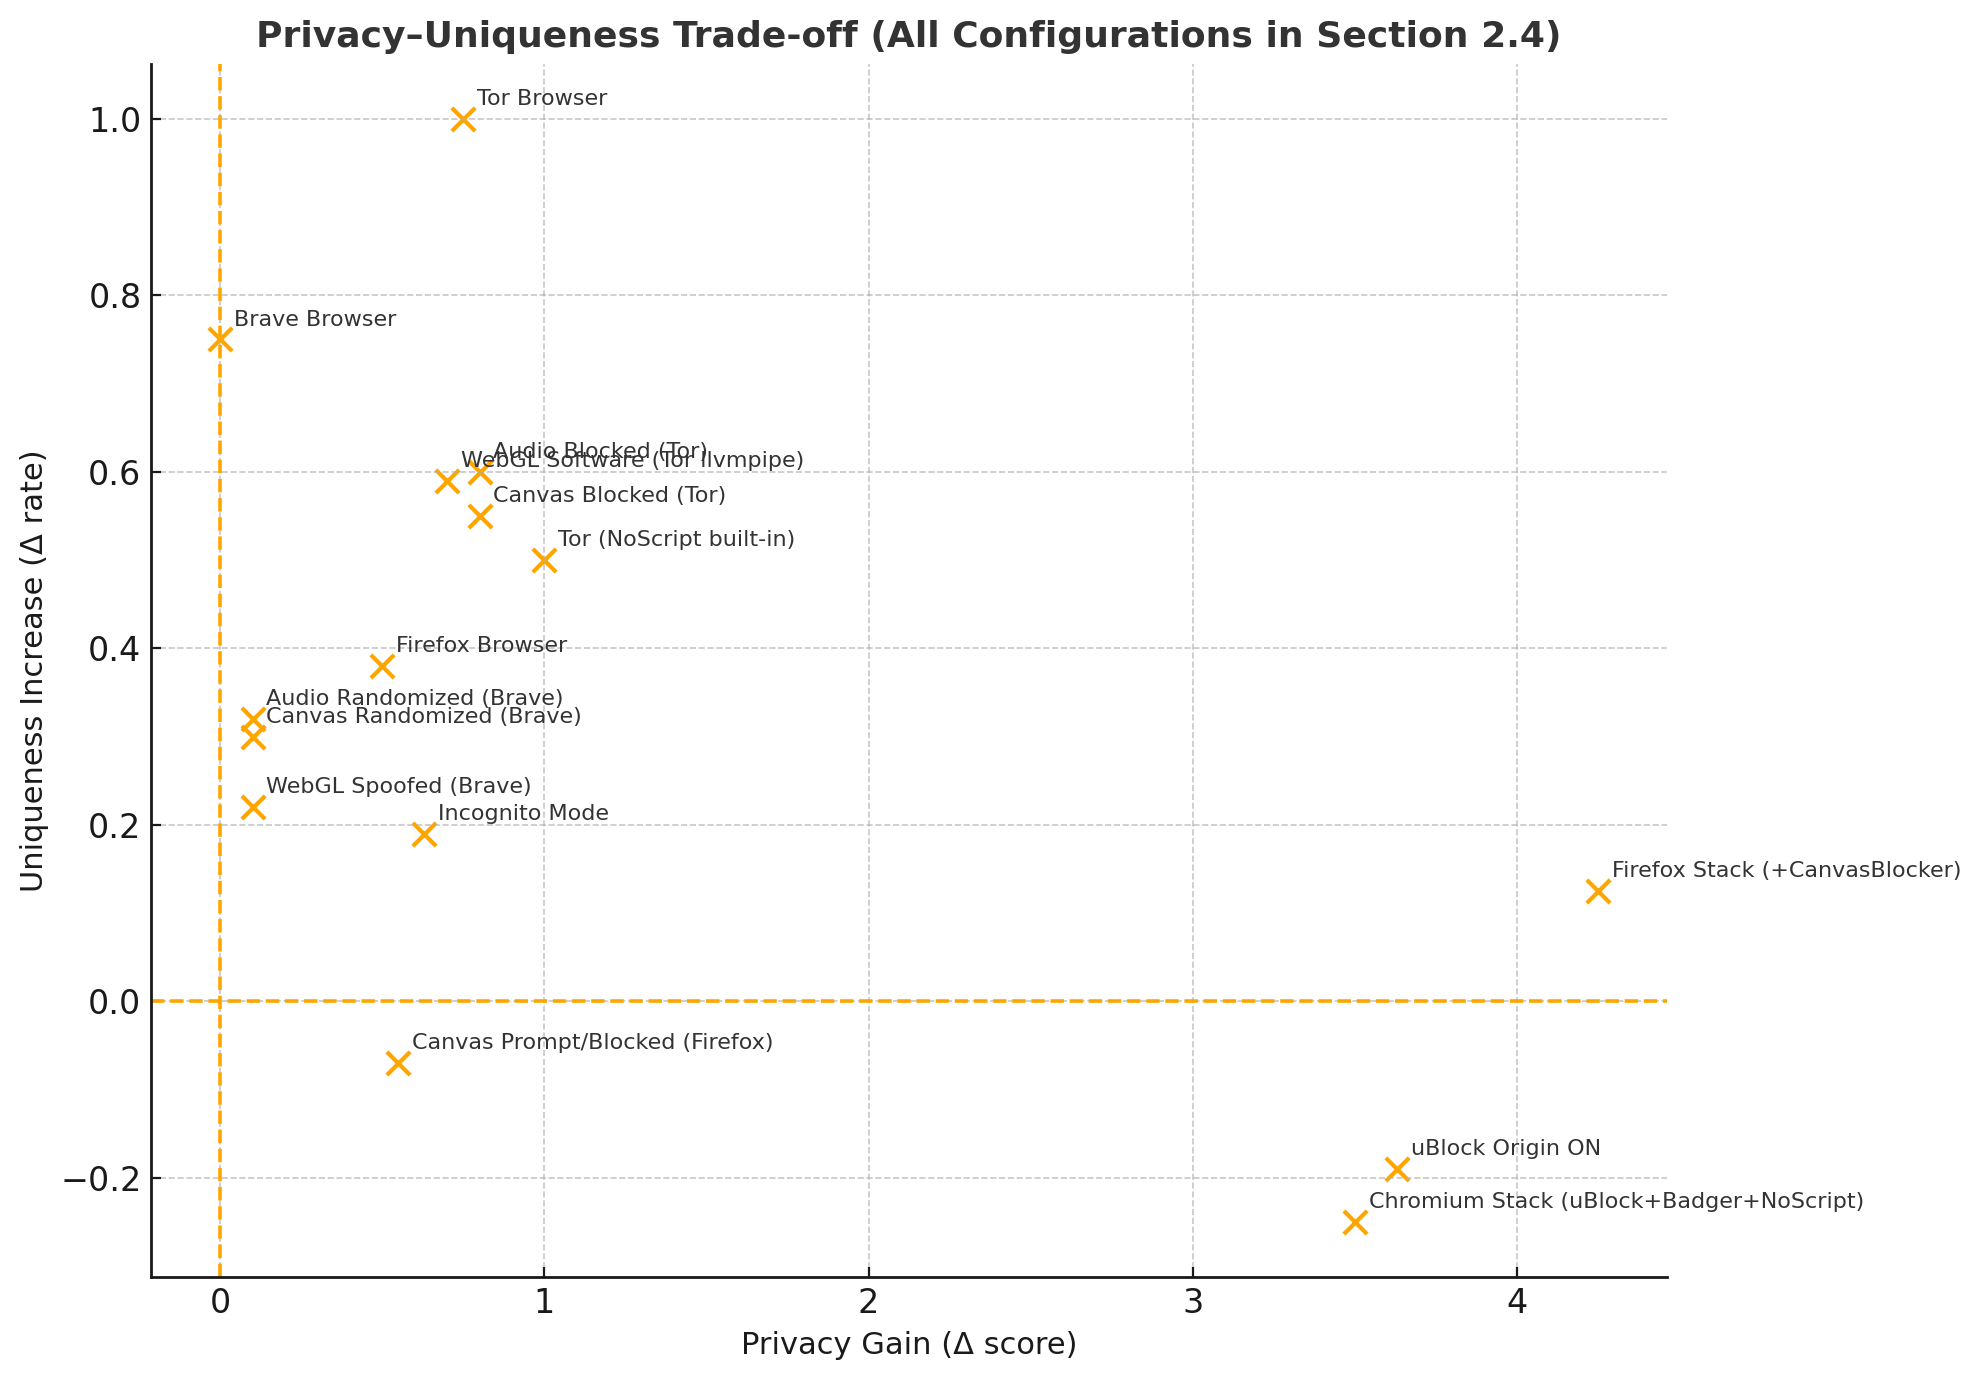 Privacy–Uniqueness Trade-off (All Configurations in Section 2.4)
Uniqueness Increase (Δ rate)
1.0
0.8
0.6
0.4
0.2
0.0
−0.2
Tor Browser
Brave Browser
Audio Blocked (Tor)
WebGL Software (Tor llvmpipe)
Canvas Blocked (Tor)
Tor (NoScript built-in)
Firefox Browser
Audio Randomized (Brave)
Canvas Randomized (Brave)
WebGL Spoofed (Brave)
Incognito Mode
Firefox Stack (+CanvasBlocker)
Canvas Prompt/Blocked (Firefox)
uBlock Origin ON
Chromium Stack (uBlock+Badger+NoScript)
0 1 2 3 4
Privacy Gain (Δ score)